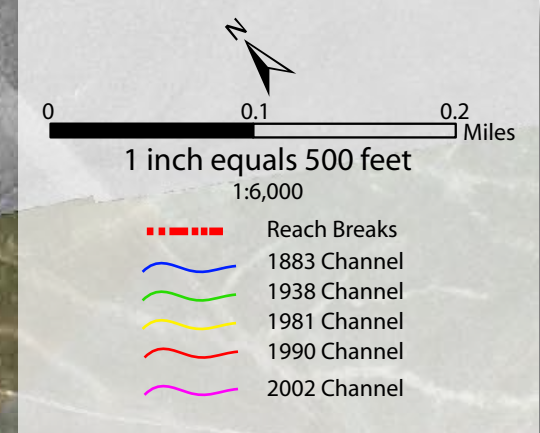 N
0 0.1 0.2
Miles
1 inch equals 500 feet
1:6,000
Reach Breaks
1883 Channel
1938 Channel
1981 Channel
1990 Channel
2002 Channel